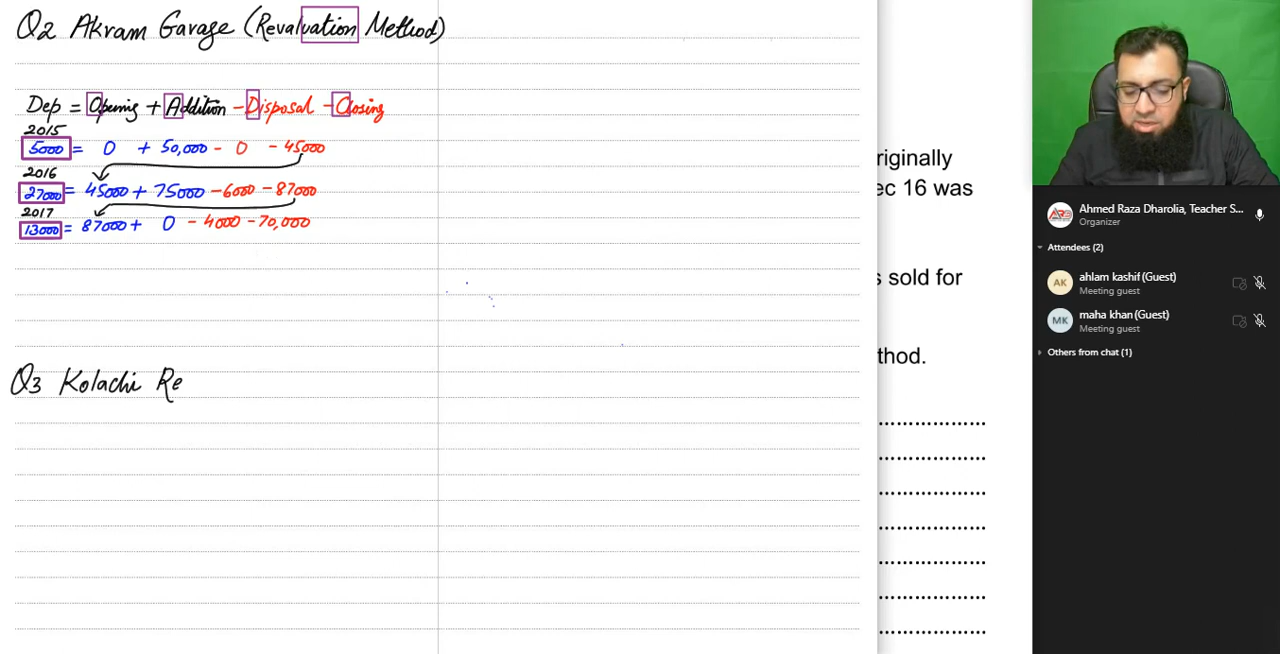 Q2 Akram Garage (Revaluation Method)
Dep = Opening + Addition - Disposal - Closing
2015
5000 = 0 + 50,000 - 0 - 45000
2016
27000 = 45000 + 75000 - 6000 - 87000
2017
13000 = 87000 + 0 - 4000 - 70,000
Q3 Kolachi Re
riginally
ec 16 was
s sold for
thod.
.....................
.....................
.....................
.....................
.....................
.....................
.....................
ARS
Ahmed Raza Dharolia, Teacher S...
Organizer
Attendees (2)
AK
ahlam kashif (Guest)
Meeting guest
MK
maha khan (Guest)
Meeting guest
Others from chat (1)